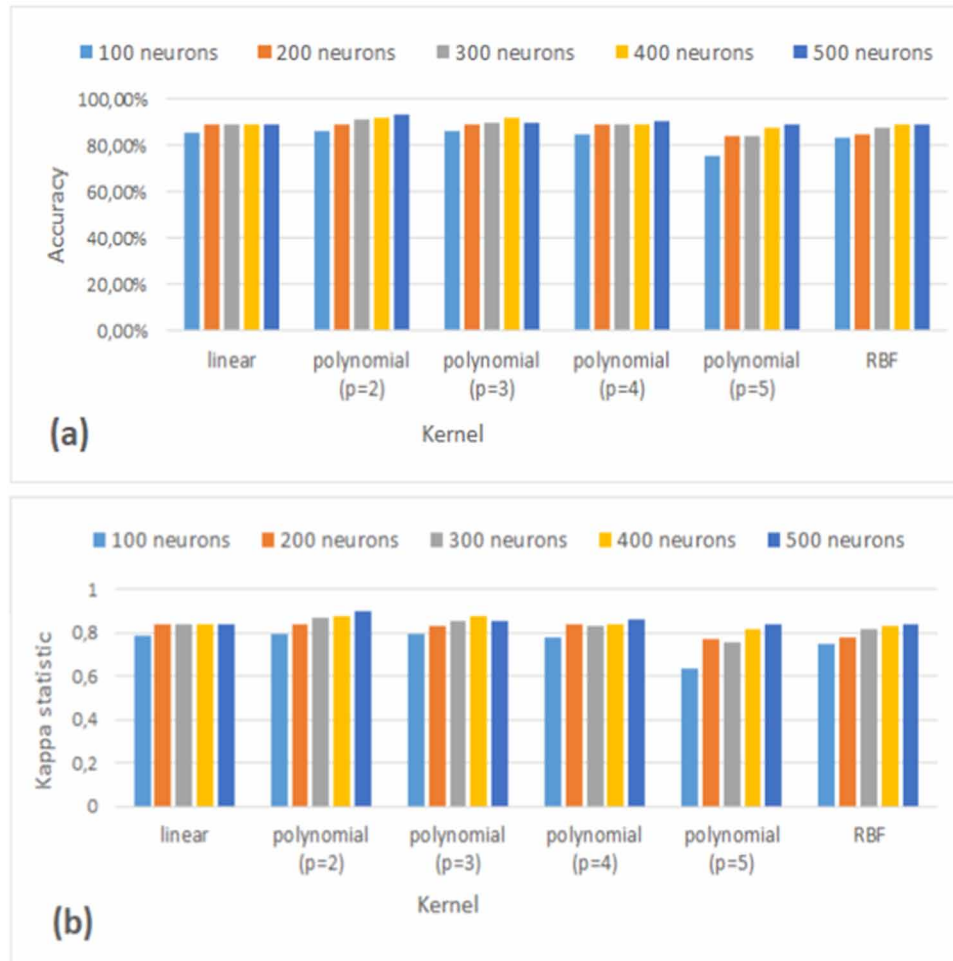 100 neurons 200 neurons 300 neurons 400 neurons 500 neurons
100,00%
80,00%
60,00%
40,00%
20,00%
0,00%
Accuracy
linear polynomial polynomial polynomial polynomial RBF
(p=2) (p=3) (p=4) (p=5)
(a)
Kernel
100 neurons 200 neurons 300 neurons 400 neurons 500 neurons
1
0,8
0,6
0,4
0,2
0
Kappa statistic
linear polynomial polynomial polynomial polynomial RBF
(p=2) (p=3) (p=4) (p=5)
Kernel
(b)